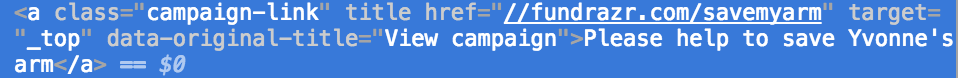 <a class="campaign-link" title href="//fundrazr.com/savemyarm" target=
"_top" data-original-title="View campaign">Please help to save Yvonne's
arm</a> == $0